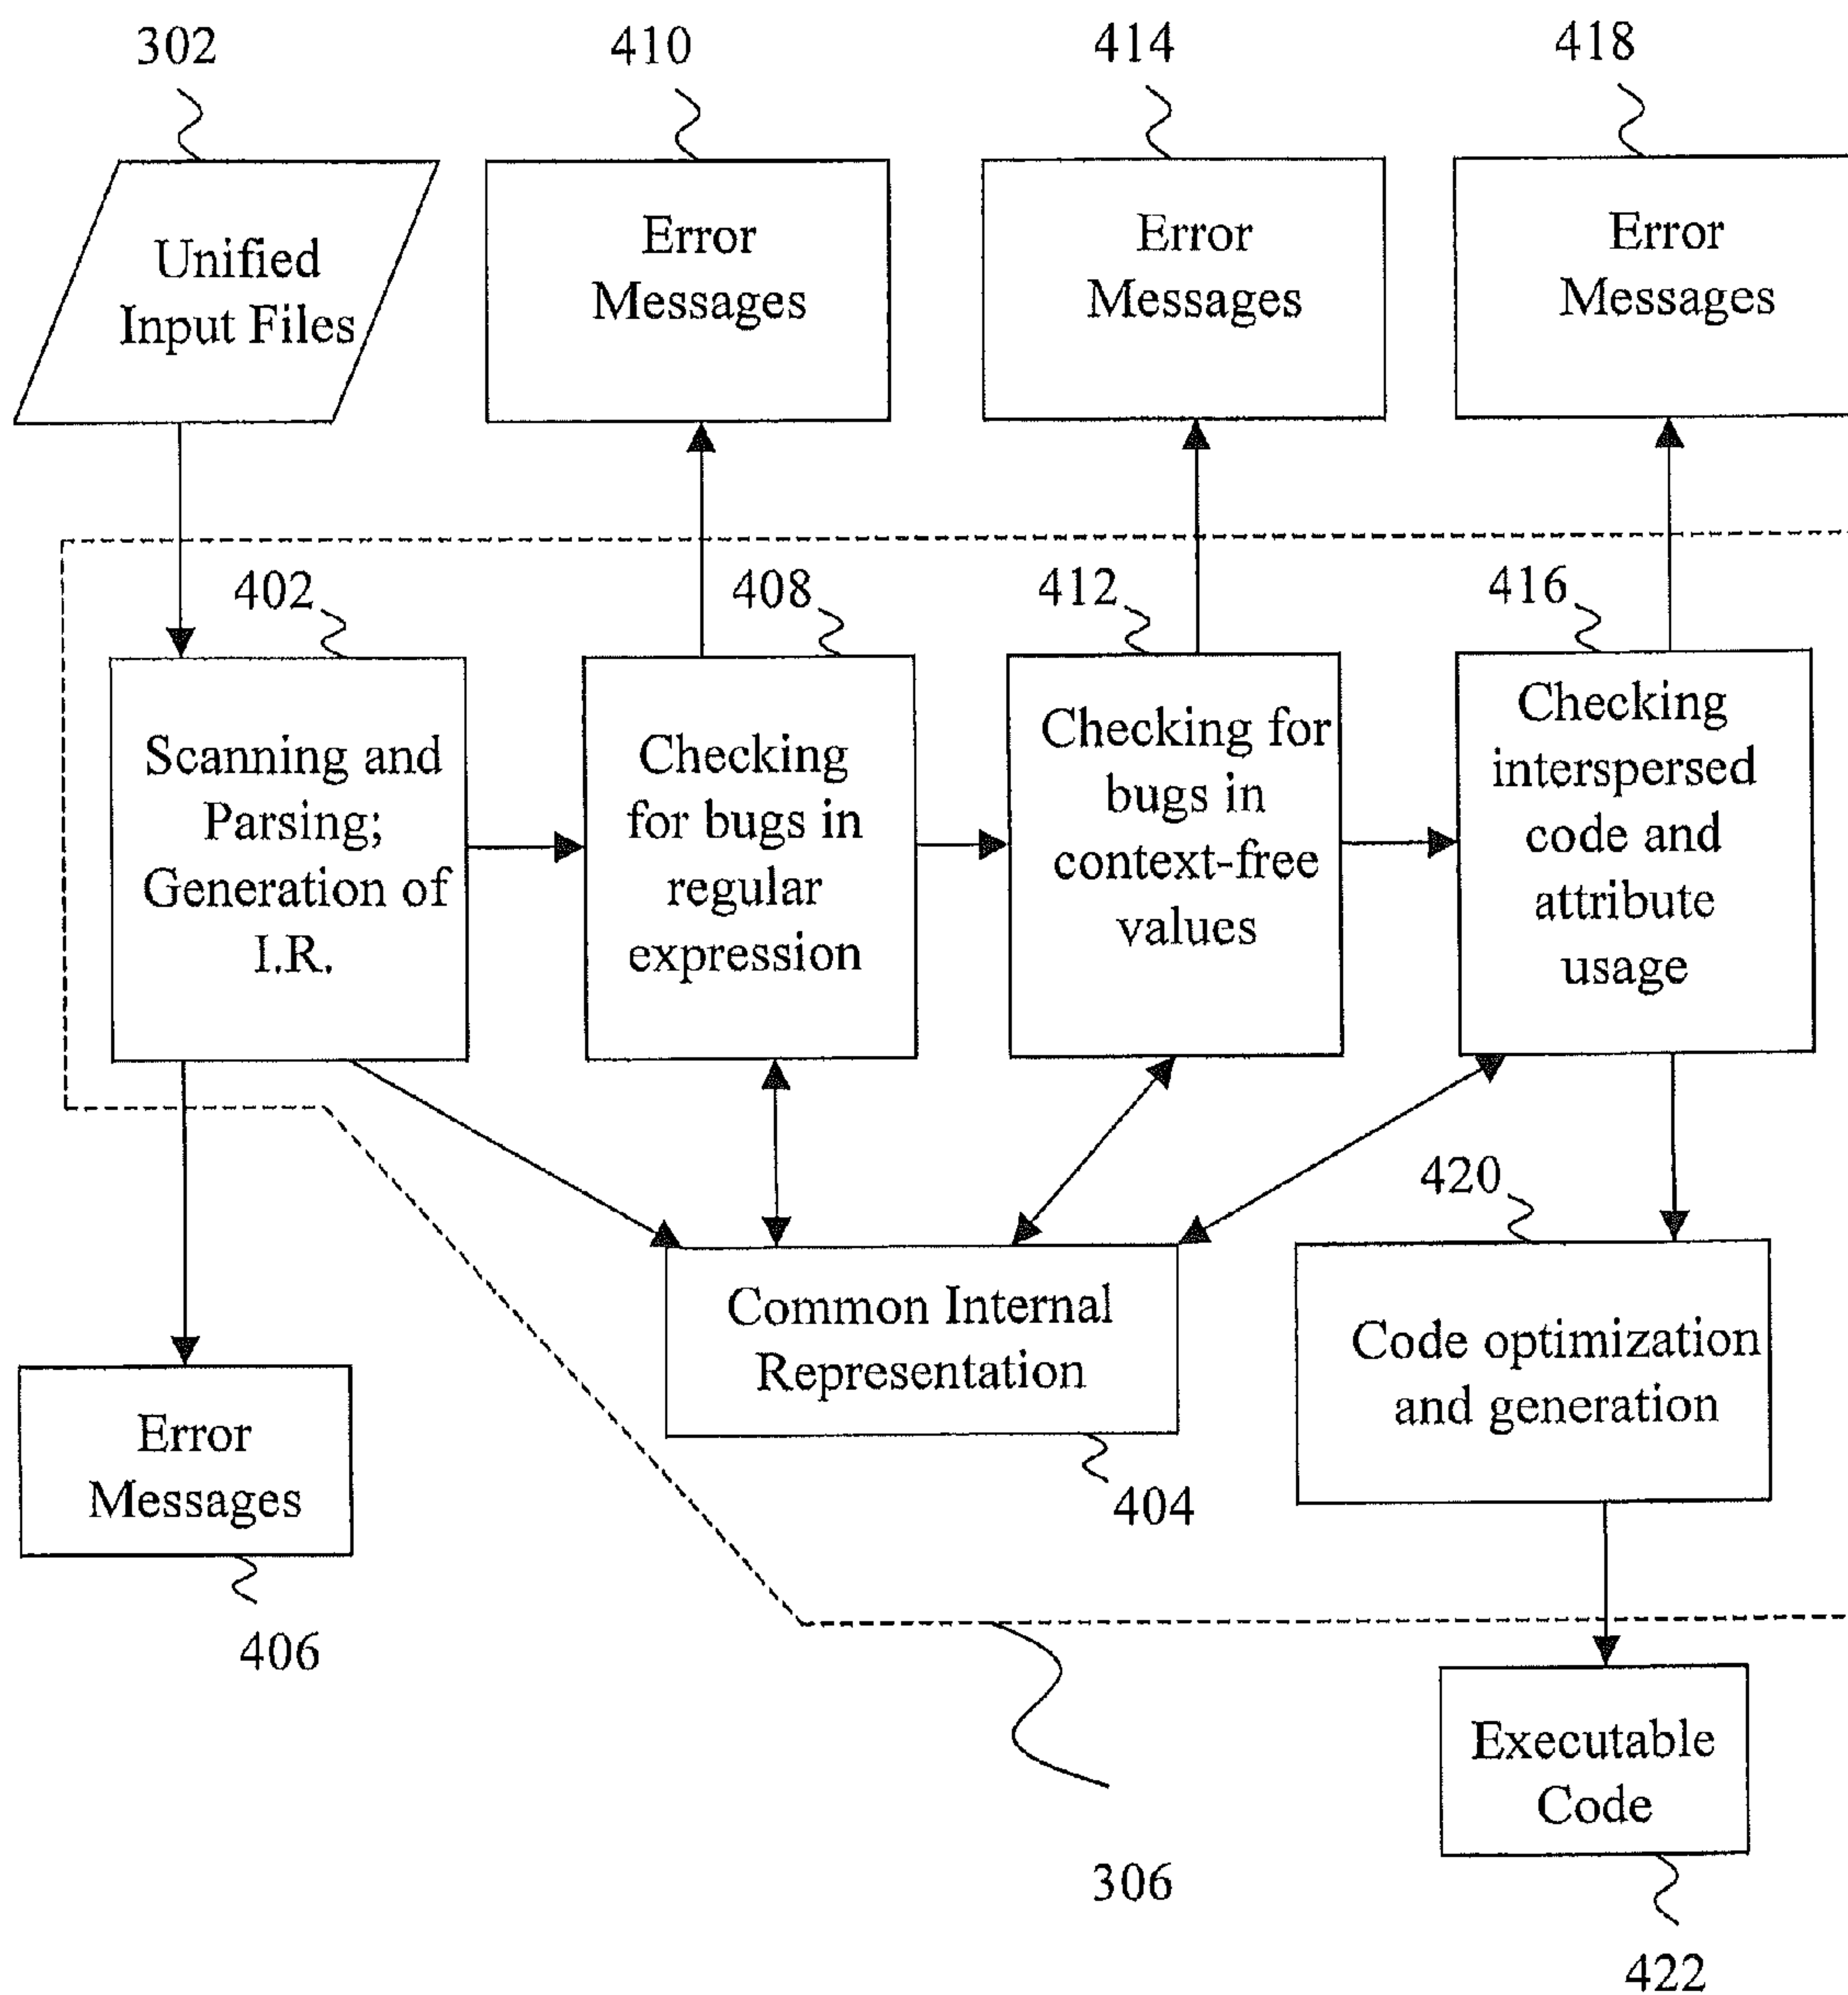 302
410
414
418
Unified
Input Files
Error
Messages
Error
Messages
Error
Messages
402
408
412
416
Scanning and
Parsing;
Generation of
I.R.
Checking
for bugs in
regular
expression
Checking for
bugs in
context-free
values
Checking
interspersed
code and
attribute
usage
420
Common Internal
Representation
Code optimization
and generation
Error
Messages
404
406
Executable
Code
306
422